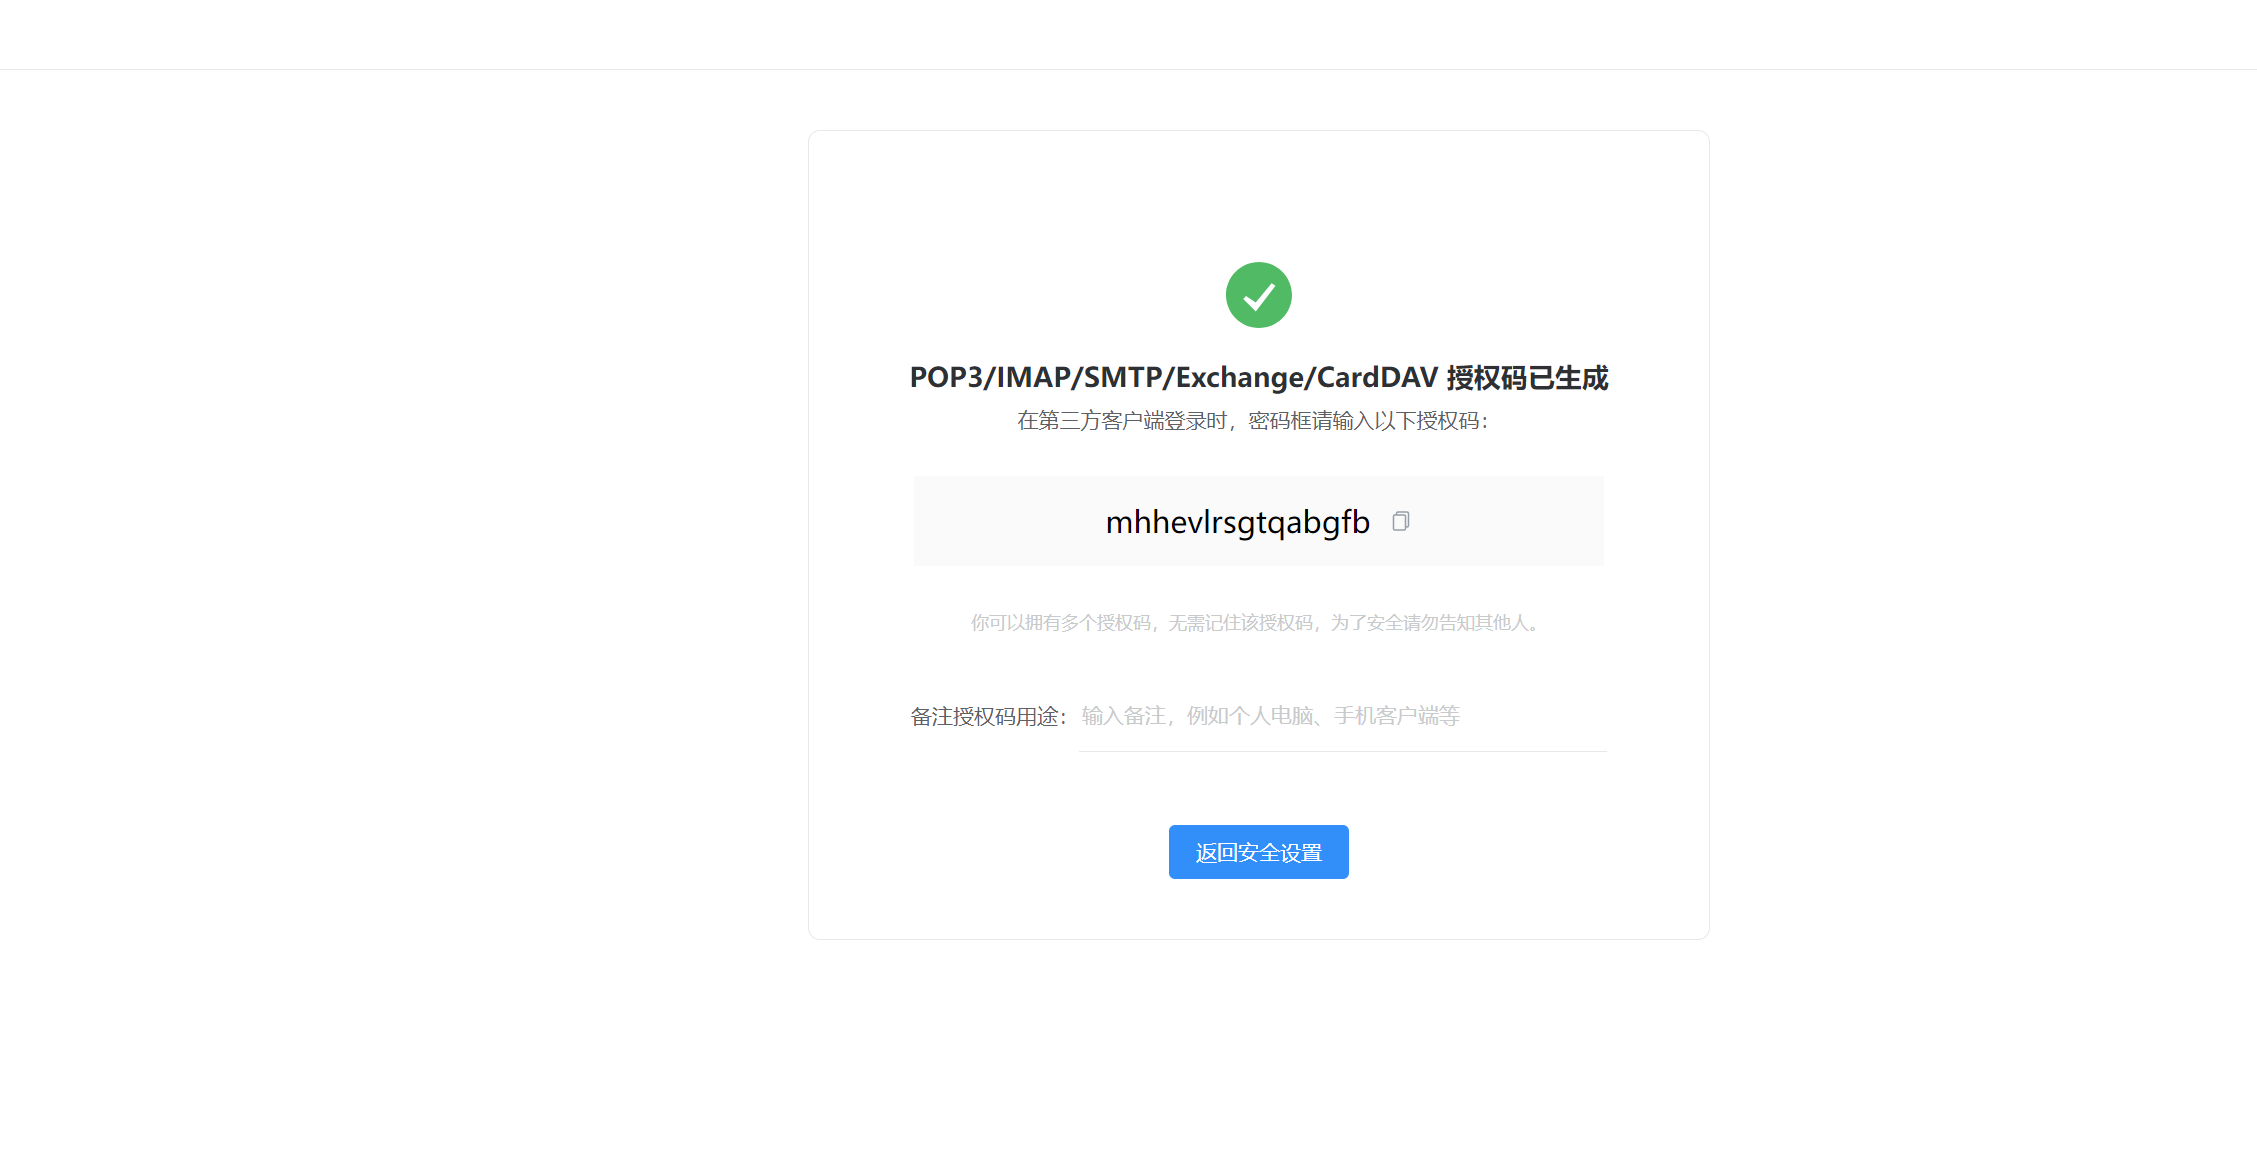 POP3/IMAP/SMTP/Exchange/CardDAV 授权码已生成
在第三方客户端登录时，密码框请输入以下授权码：
mhhevlrsgtqabgfb
你可以拥有多个授权码，无需记住该授权码，为了安全请勿告知其他人。
备注授权码用途： 输入备注，例如个人电脑、手机客户端等
返回安全设置